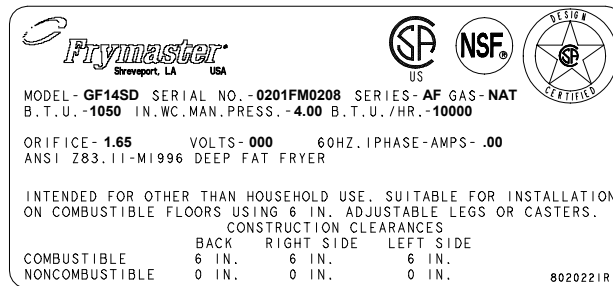 Frymaster
Shreveport, LA USA
SA
US
NSF®
DESIGN
SA
CERTIFIED
MODEL- GF14SD SERIAL NO.-0201FM0208 SERIES- AF GAS- NAT
B.T.U.-1050 IN.WC.MAN.PRESS.-4.00 B.T.U./HR.-10000
ORIFICE- 1.65 VOLTS- 000 60HZ.1PHASE-AMPS- .00
ANSI Z83.11-M1996 DEEP FAT FRYER
INTENDED FOR OTHER THAN HOUSEHOLD USE. SUITABLE FOR INSTALLATION
ON COMBUSTIBLE FLOORS USING 6 IN. ADJUSTABLE LEGS OR CASTERS.
CONSTRUCTION CLEARANCES
BACK RIGHT SIDE LEFT SIDE
COMBUSTIBLE 6 IN. 6 IN. 6 IN.
NONCOMBUSTIBLE 0 IN. 0 IN. 0 IN.
8020221R